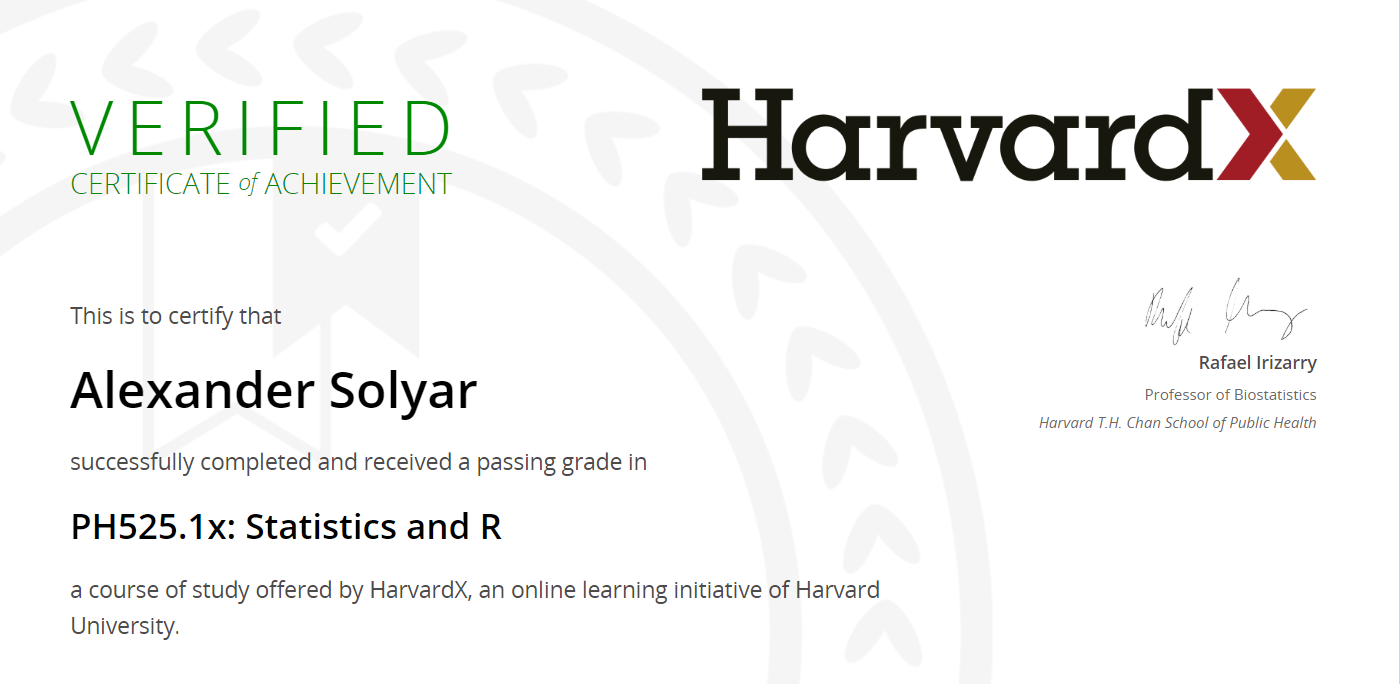 VERIFIED
CERTIFICATE of ACHIEVEMENT
HarvardX
This is to certify that
Alexander Solyar
successfully completed and received a passing grade in
PH525.1x: Statistics and R
a course of study offered by HarvardX, an online learning initiative of Harvard
University.
Rafael Irizarry
Professor of Biostatistics
Harvard T.H. Chan School of Public Health